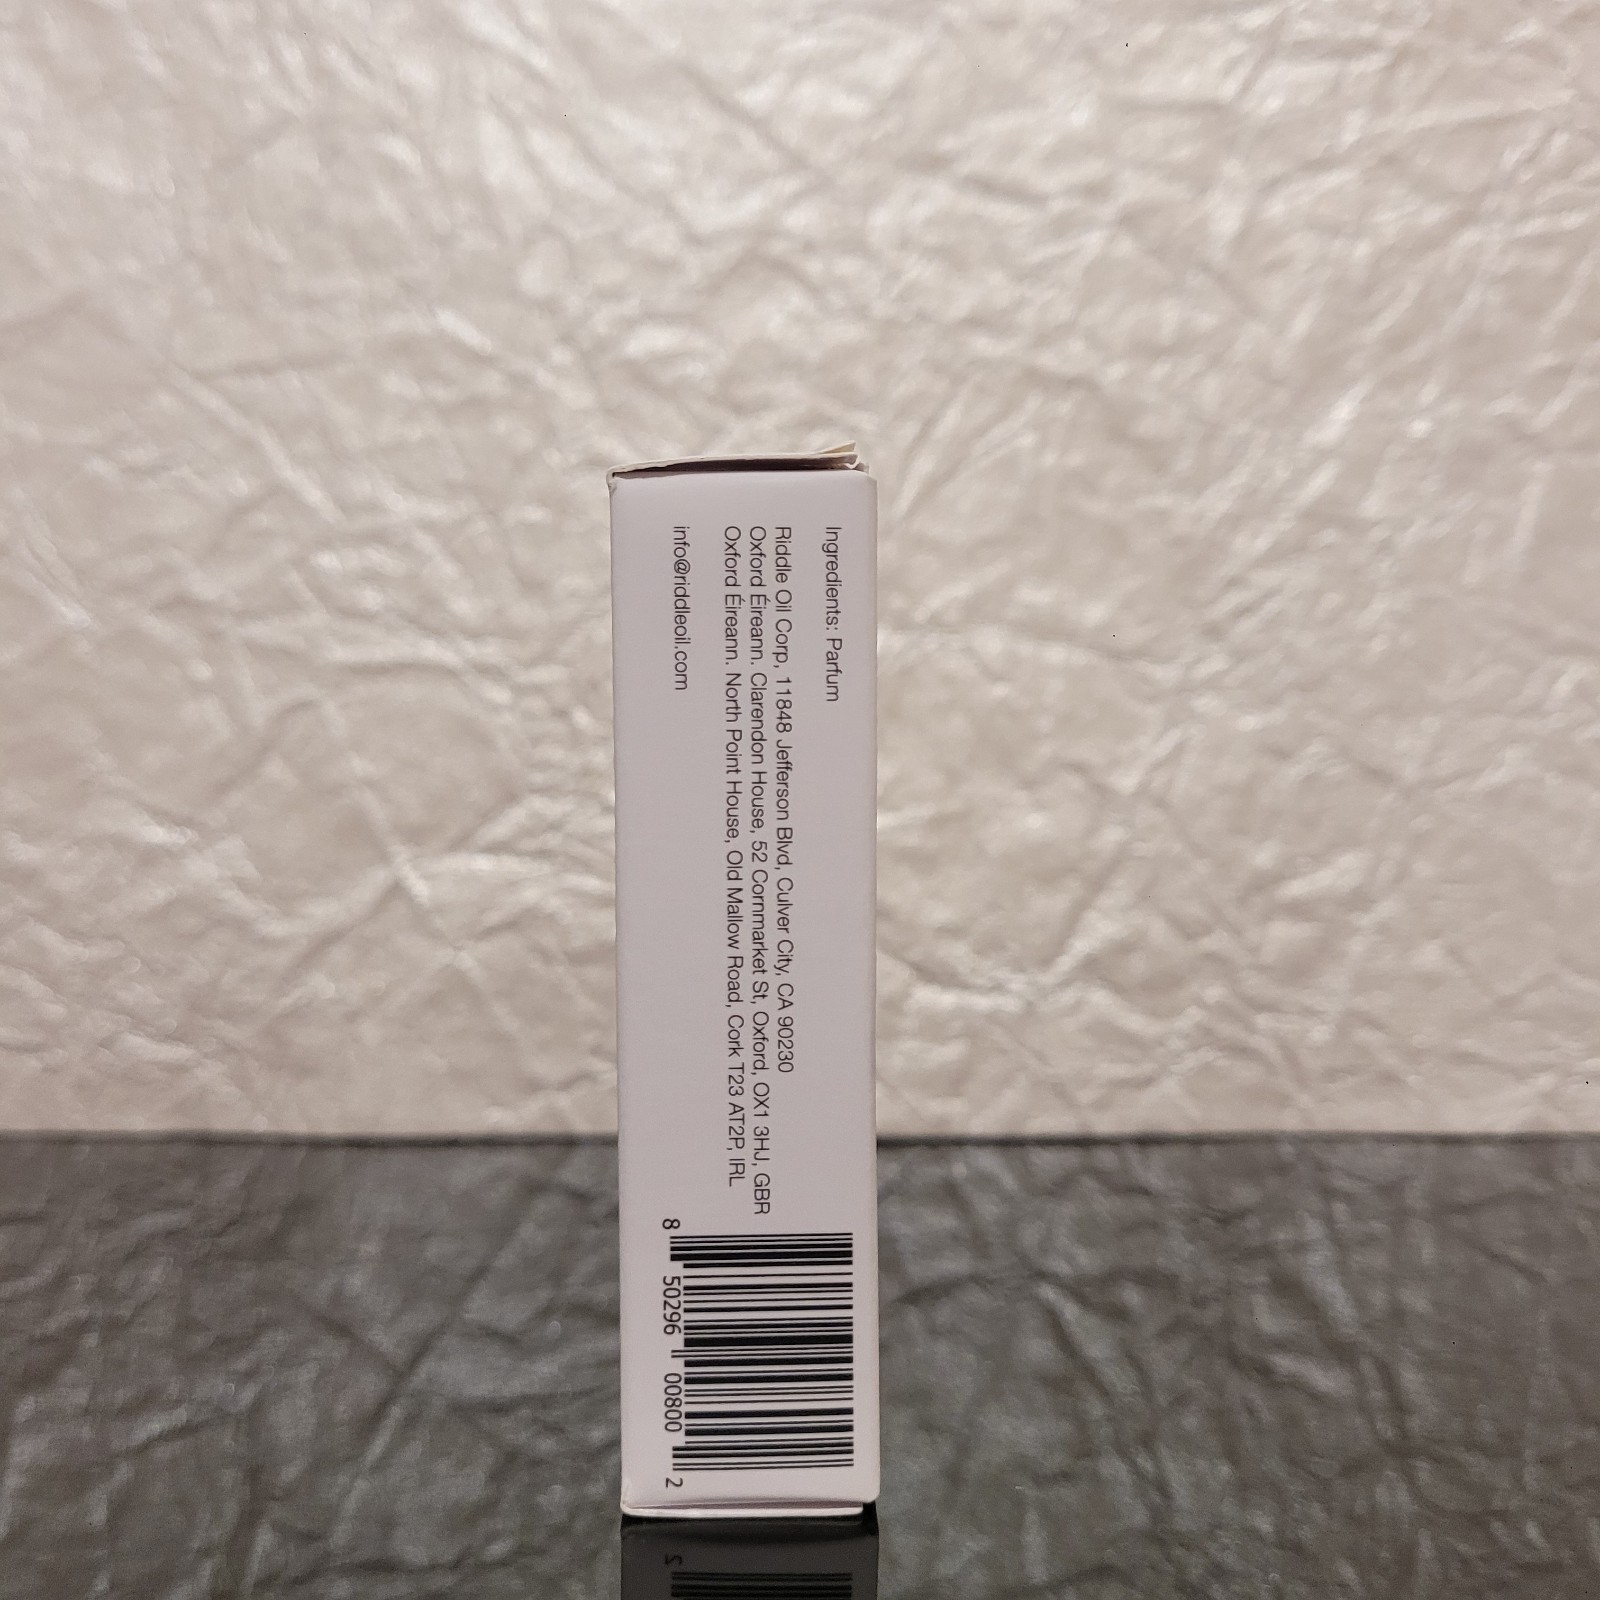 Ingredients: Parfum
Riddle Oil Corp, 11848 Jefferson Blvd, Culver City, CA 90230
Oxford Éireann. Clarendon House, 52 Cornmarket St, Oxford, OX1 3HJ, GBR
Oxford Éireann. North Point House, Old Mallow Road, Cork T23 AT2P, IRL
info@riddleoil.com
8 50296 00800 2